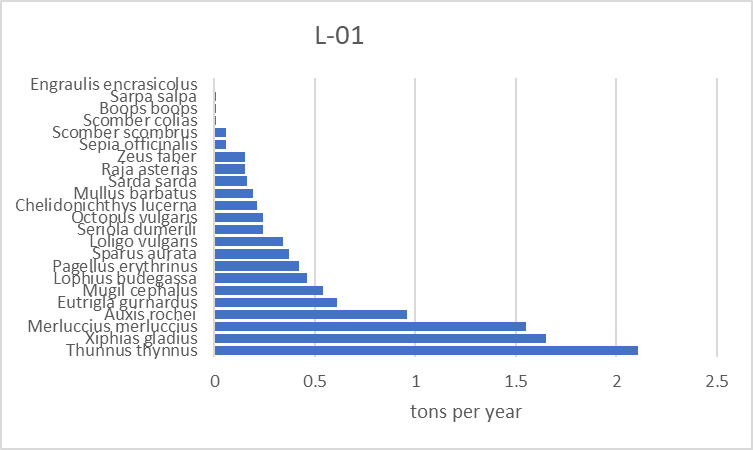 L-01
Engraulis encrasicolus
Sarpa salpa
Boops boops
Scomber colias
Scomber scombrus
Sepia officinalis
Zeus faber
Raja asterias
Sarda sarda
Mullus barbatus
Chelidonichthys lucerna
Octopus vulgaris
Seriola dumerili
Loligo vulgaris
Sparus aurata
Pagellus erythrinus
Lophius budegassa
Mugil cephalus
Eutrigla gurnardus
Auxis rochei
Merluccius merluccius
Xiphias gladius
Thunnus thynnus
0 0.5 1 1.5 2 2.5
tons per year